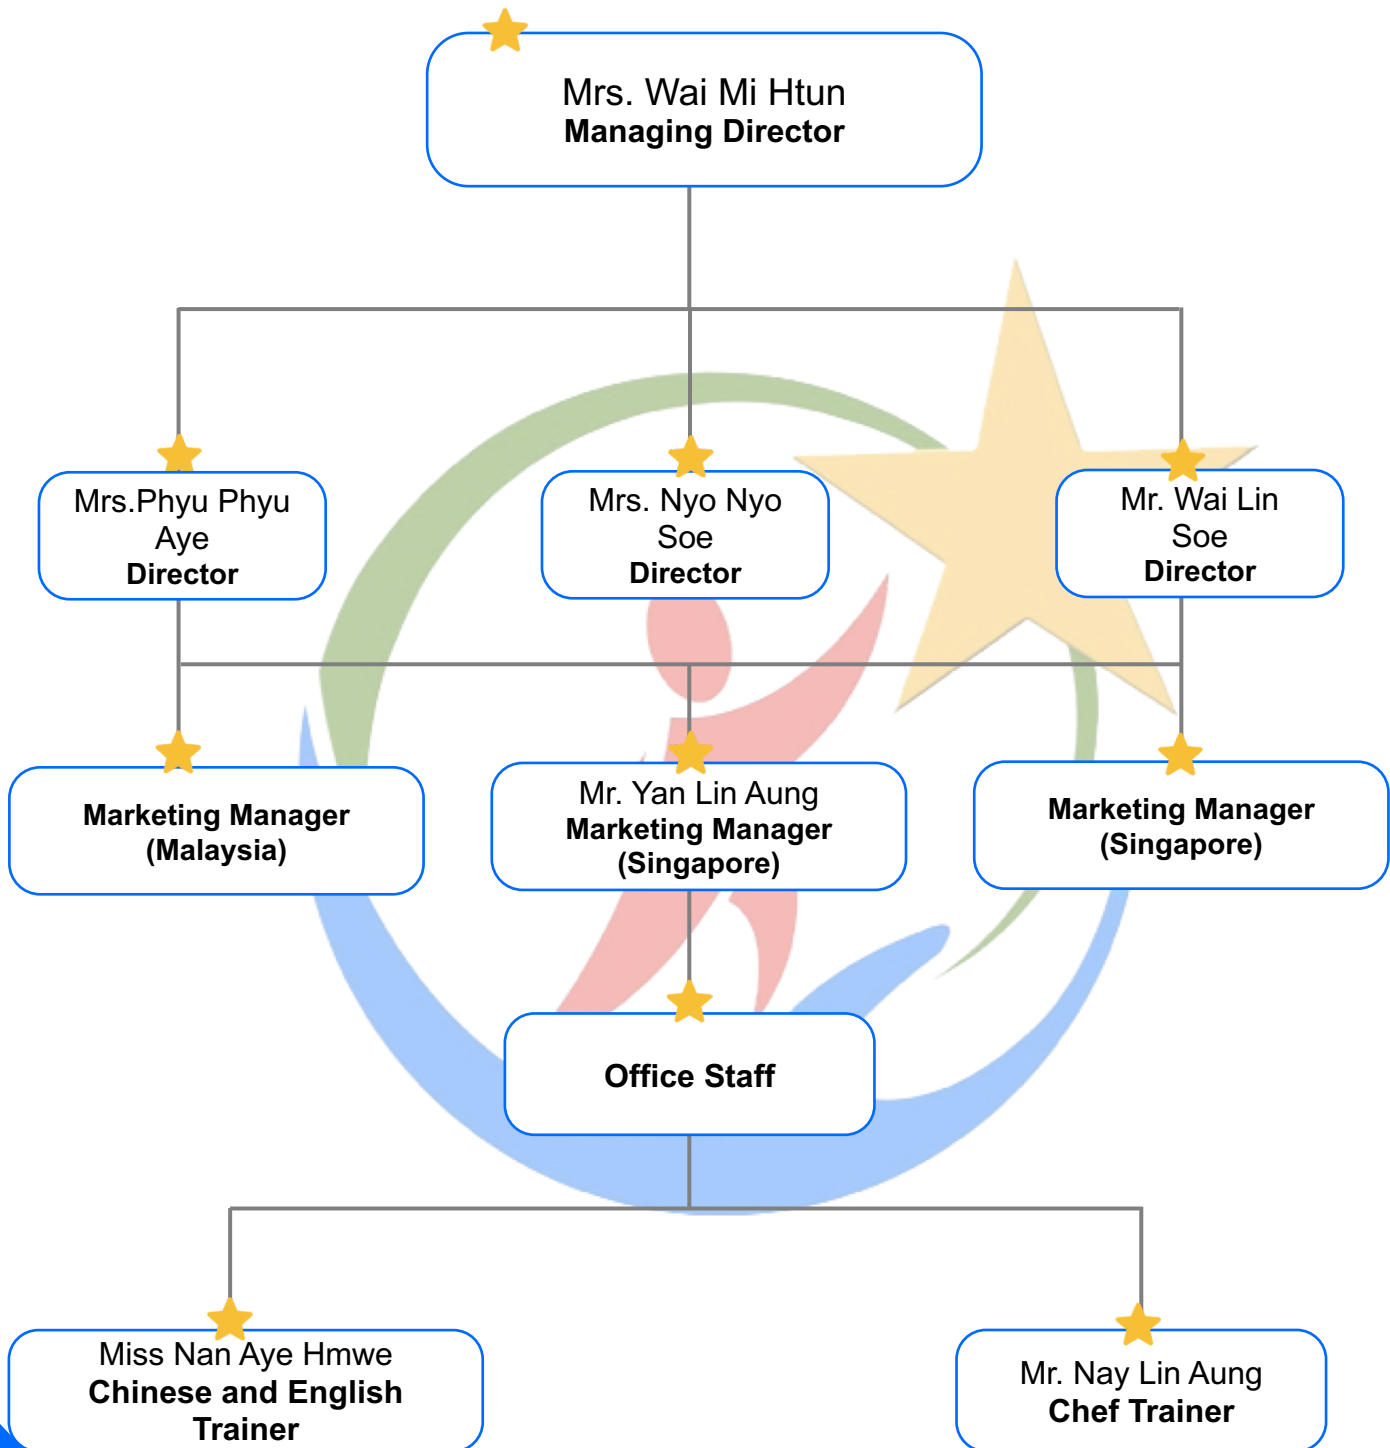 Mrs. Wai Mi Htun
Managing Director
Mrs.Phyu Phyu
Aye
Director
Mrs. Nyo Nyo
Soe
Director
Mr. Wai Lin
Soe
Director
Marketing Manager
(Malaysia)
Mr. Yan Lin Aung
Marketing Manager
(Singapore)
Marketing Manager
(Singapore)
Office Staff
Miss Nan Aye Hmwe
Chinese and English
Trainer
Mr. Nay Lin Aung
Chef Trainer